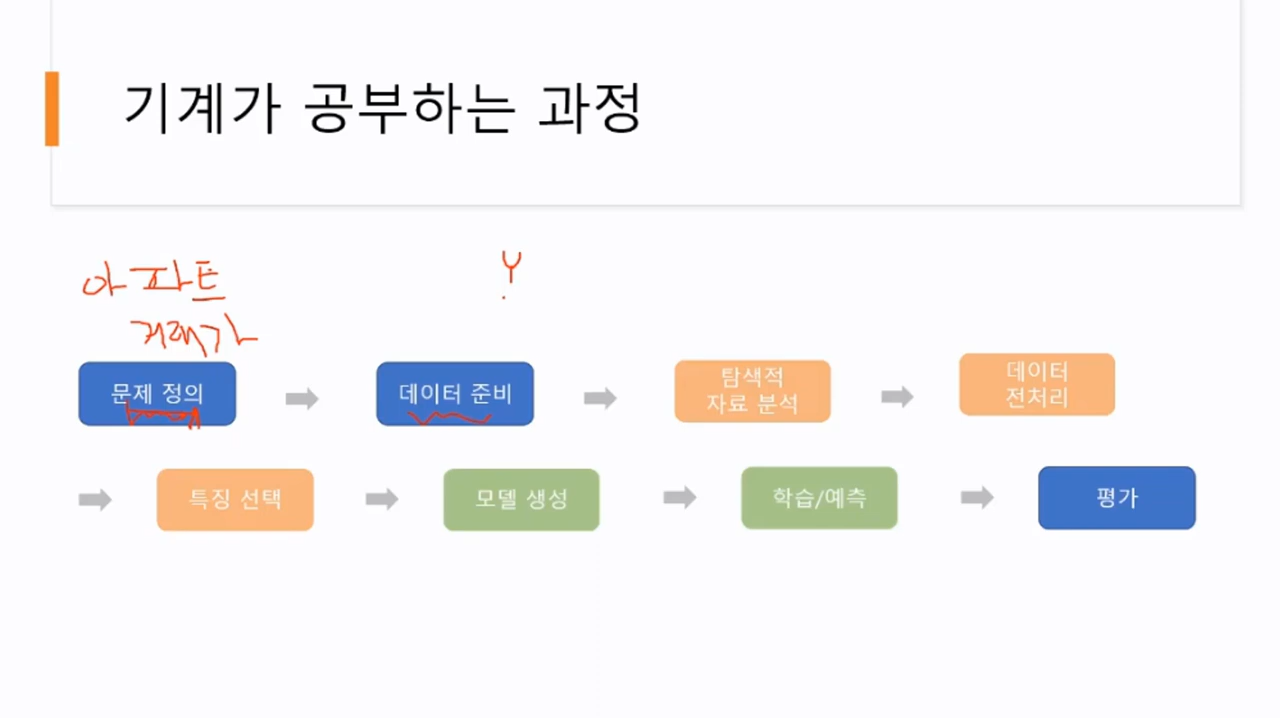 기계가 공부하는 과정
아파트
거래가
Y
문제 정의
데이터 준비
탐색적
자료 분석
데이터
전처리
특징 선택
모델 생성
학습/예측
평가